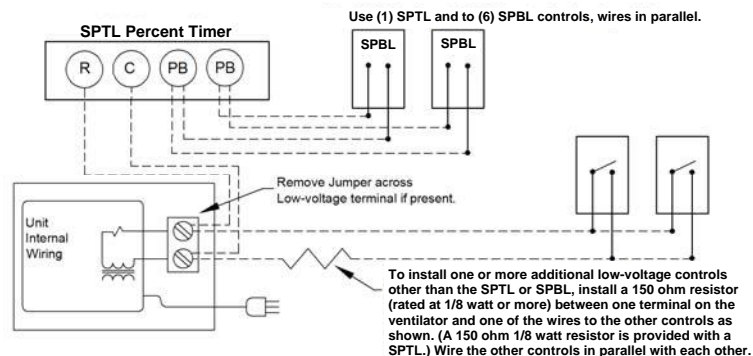 Use (1) SPTL and to (6) SPBL controls, wires in parallel.
SPTL Percent Timer
R C PB PB
SPBL SPBL
Remove Jumper across
Low-voltage terminal if present.
Unit
Internal
Wiring
To install one or more additional low-voltage controls
other than the SPTL or SPBL, install a 150 ohm resistor
(rated at 1/8 watt or more) between one terminal on the
ventilator and one of the wires to the other controls as
shown. (A 150 ohm 1/8 watt resistor is provided with a
SPTL.) Wire the other controls in parallel with each other.